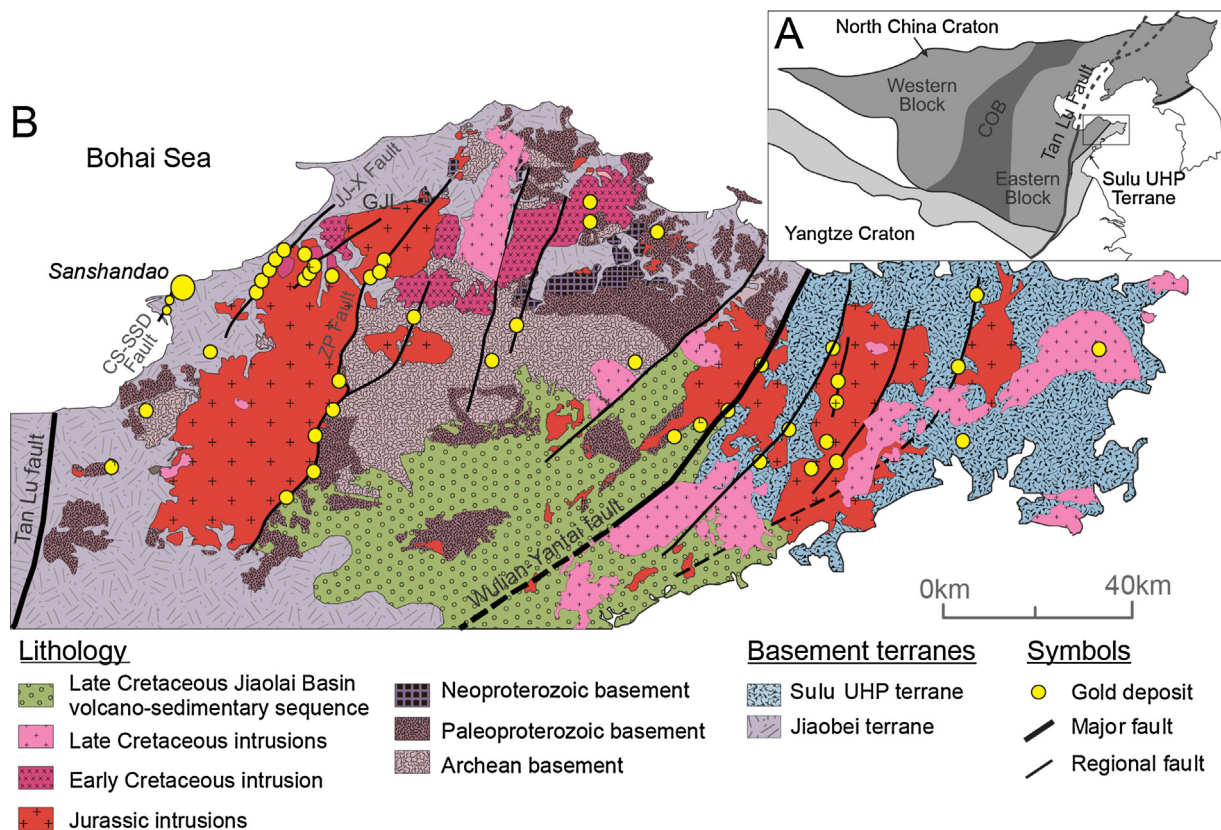 A
North China Craton
Western
Block
COB
Tan Lu Fault
Eastern
Block
Sulu UHP
Terrane
Yangtze Craton
B
Bohai Sea
JJ-X Fault
GJL
Sanshandao
CS-SSD
Fault
ZP Fault
Tan Lu fault
Wulian-Yantai fault
0km
40km
Lithology
Late Cretaceous Jiaolai Basin
volcano-sedimentary sequence
Late Cretaceous intrusions
Early Cretaceous intrusion
Jurassic intrusions
Neoproterozoic basement
Paleoproterozoic basement
Archean basement
Basement terranes
Sulu UHP terrane
Jiaobei terrane
Symbols
Gold deposit
Major fault
Regional fault